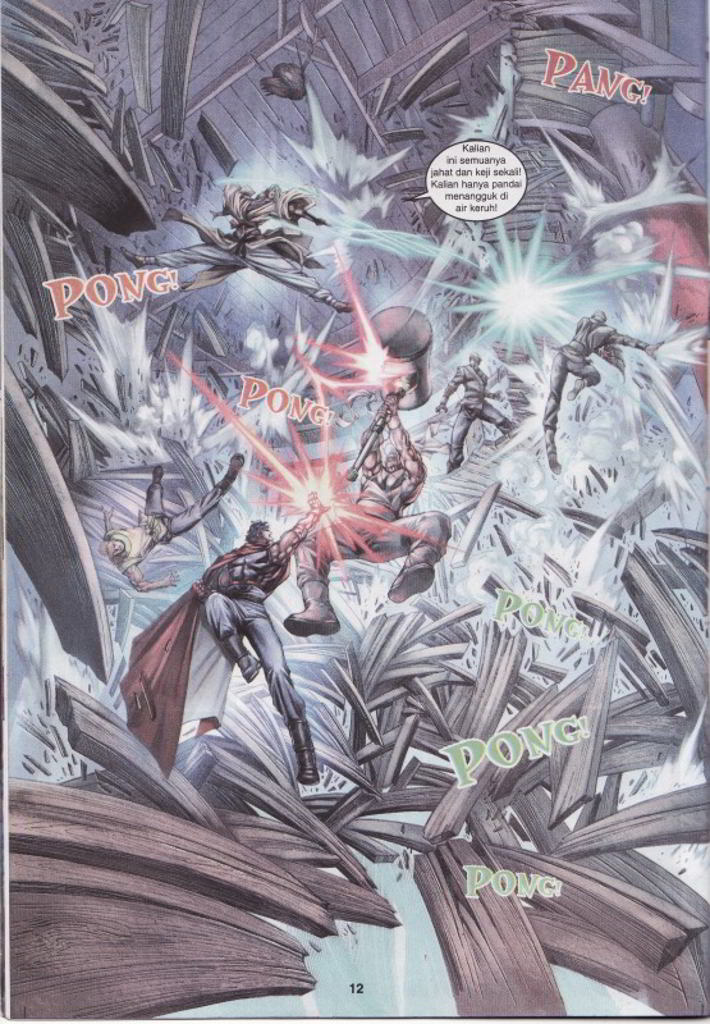 PANG!
Kalian
ini semuanya
jahat dan keji sekali!
Kalian hanya pandai
menangguk di
air keruh!
PONG!
PONG!
PONG!
PONG!
PONG!
12